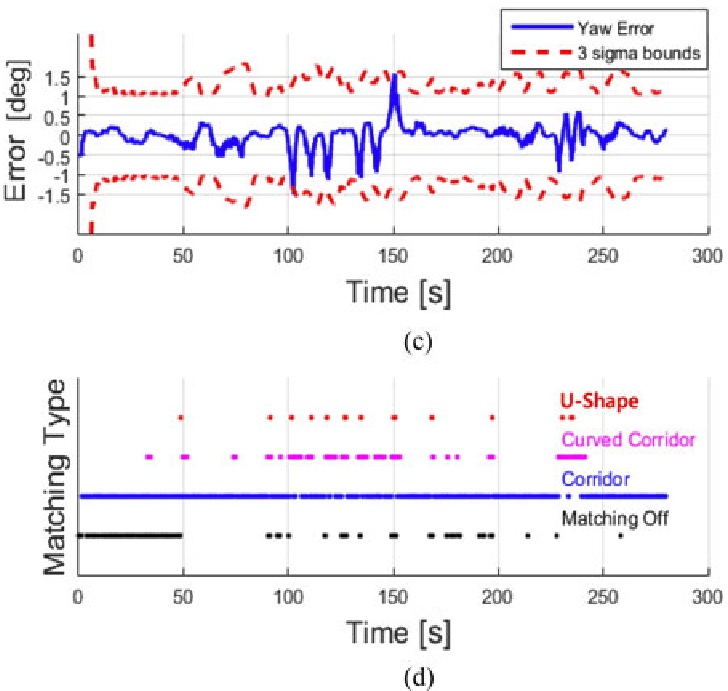 Yaw Error
3 sigma bounds
Error [deg]
1.5
1
0.5
0
-0.5
-1
-1.5
0 50 100 150 200 250 300
Time [s]
(c)
Matching Type
U-Shape
Curved Corridor
Corridor
Matching Off
0 50 100 150 200 250 300
Time [s]
(d)